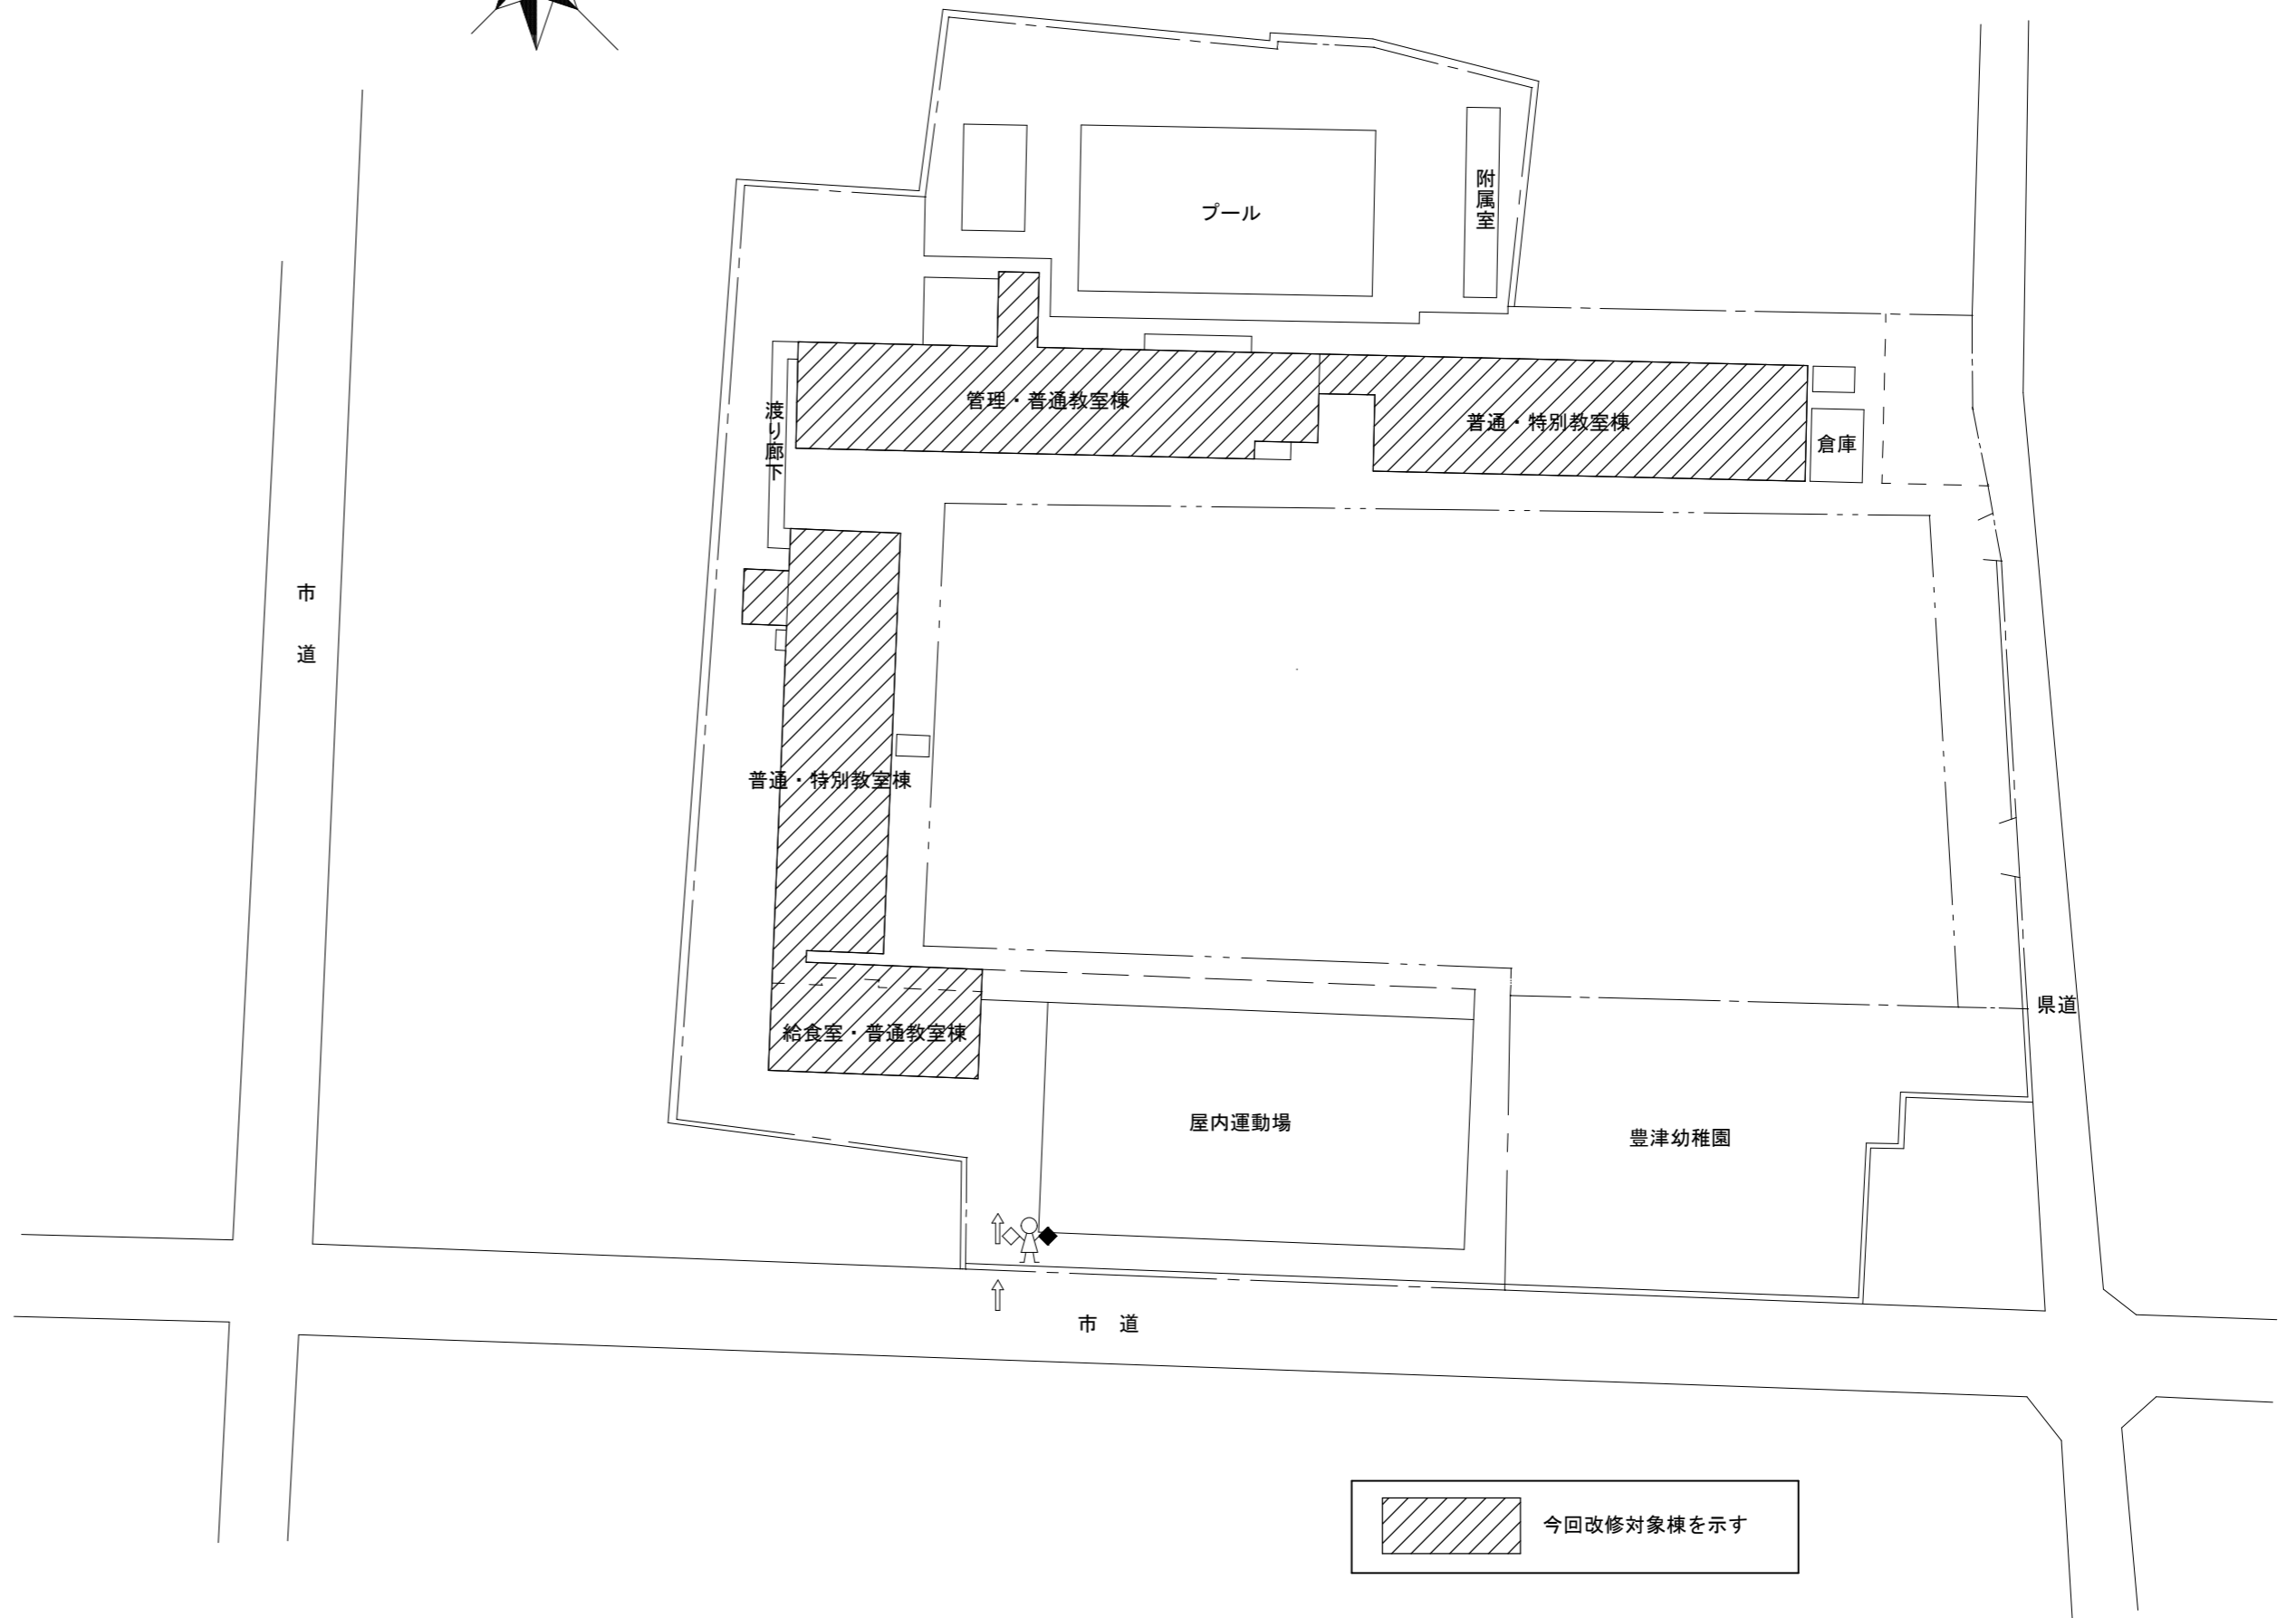 プール
附属室
管理・普通教室棟
普通・特別教室棟
倉庫
渡り廊下
市
道
普通・特別教室棟
給食室・普通教室棟
県道
屋内運動場
豊津幼稚園
市　道
今回改修対象棟を示す